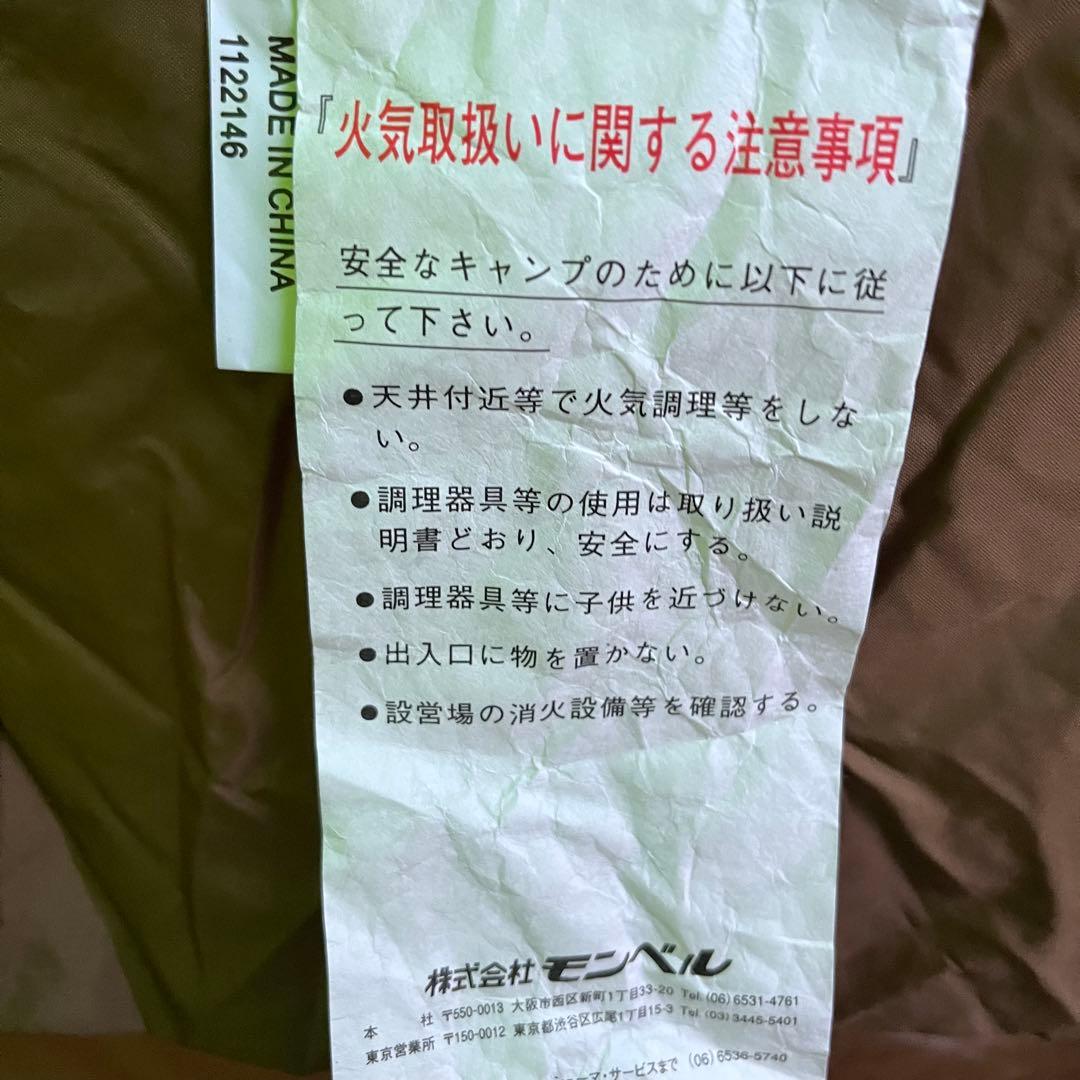 MADE IN CHINA
1122146
『火気取扱いに関する注意事項』
安全なキャンプのために以下に従
って下さい。
●天井付近等で火気調理等をしな
い。
●調理器具等の使用は取り扱い説
明書どおり、安全にする。
●調理器具等に子供を近づけない。
●出入口に物を置かない。
●設営場の消火設備等を確認する。
株式会社 モンベル
本 社 〒550-0013 大阪市西区新町1丁目33-20 Tel.(06)6531-4761
東京営業所 〒150-0012 東京都渋谷区広尾1丁目15-3 Tel.(03)3445-5401
マ・サービスまで (06)6536-5740